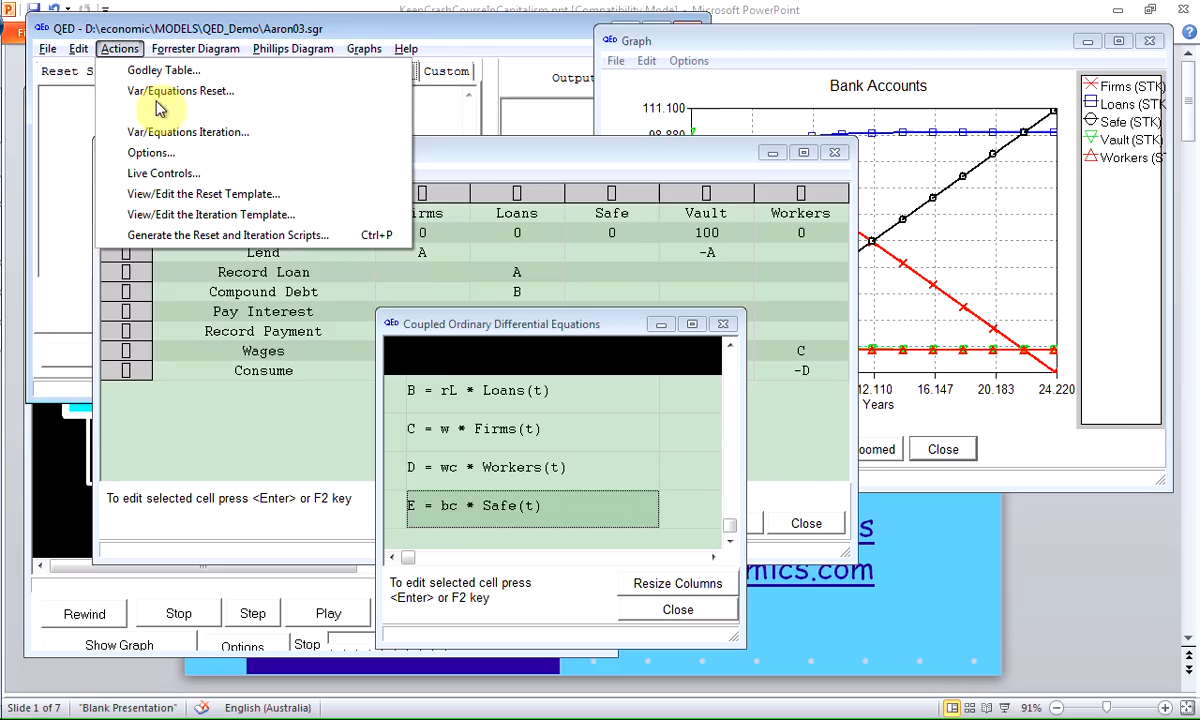 KeenCrashCourseInCapitalism.ppt [Compatibility Mode] - Microsoft PowerPoint
QED - D:\economic\MODELS\QED_Demo\Aaron03.sgr
File Edit Actions Forrester Diagram Phillips Diagram Graphs Help
Reset S
Custom
Output
Godley Table...
Var/Equations Reset...
Var/Equations Iteration...
Options...
Live Controls...
View/Edit the Reset Template...
View/Edit the Iteration Template...
Generate the Reset and Iteration Scripts... Ctrl+P
Graph
File Edit Options
Bank Accounts
111.100
98.880
12.110 16.147 20.183 24.220
Years
Firms (STK)
Loans (STK)
Safe (STK)
Vault (STK)
Workers (S
oomed Close
irms Loans Safe Vault Workers
0 0 0 100 0
Lend A -A
Record Loan A
Compound Debt B
Pay Interest
Record Payment
Wages C
Consume -D
To edit selected cell press <Enter> or F2 key
Close
Coupled Ordinary Differential Equations
B = rL * Loans(t)
C = w * Firms(t)
D = wc * Workers(t)
E = bc * Safe(t)
To edit selected cell press
<Enter> or F2 key
Resize Columns
Close
s
mics.com
Rewind Stop Step Play
Show Graph Options Stop
Slide 1 of 7 "Blank Presentation" English (Australia) 91%